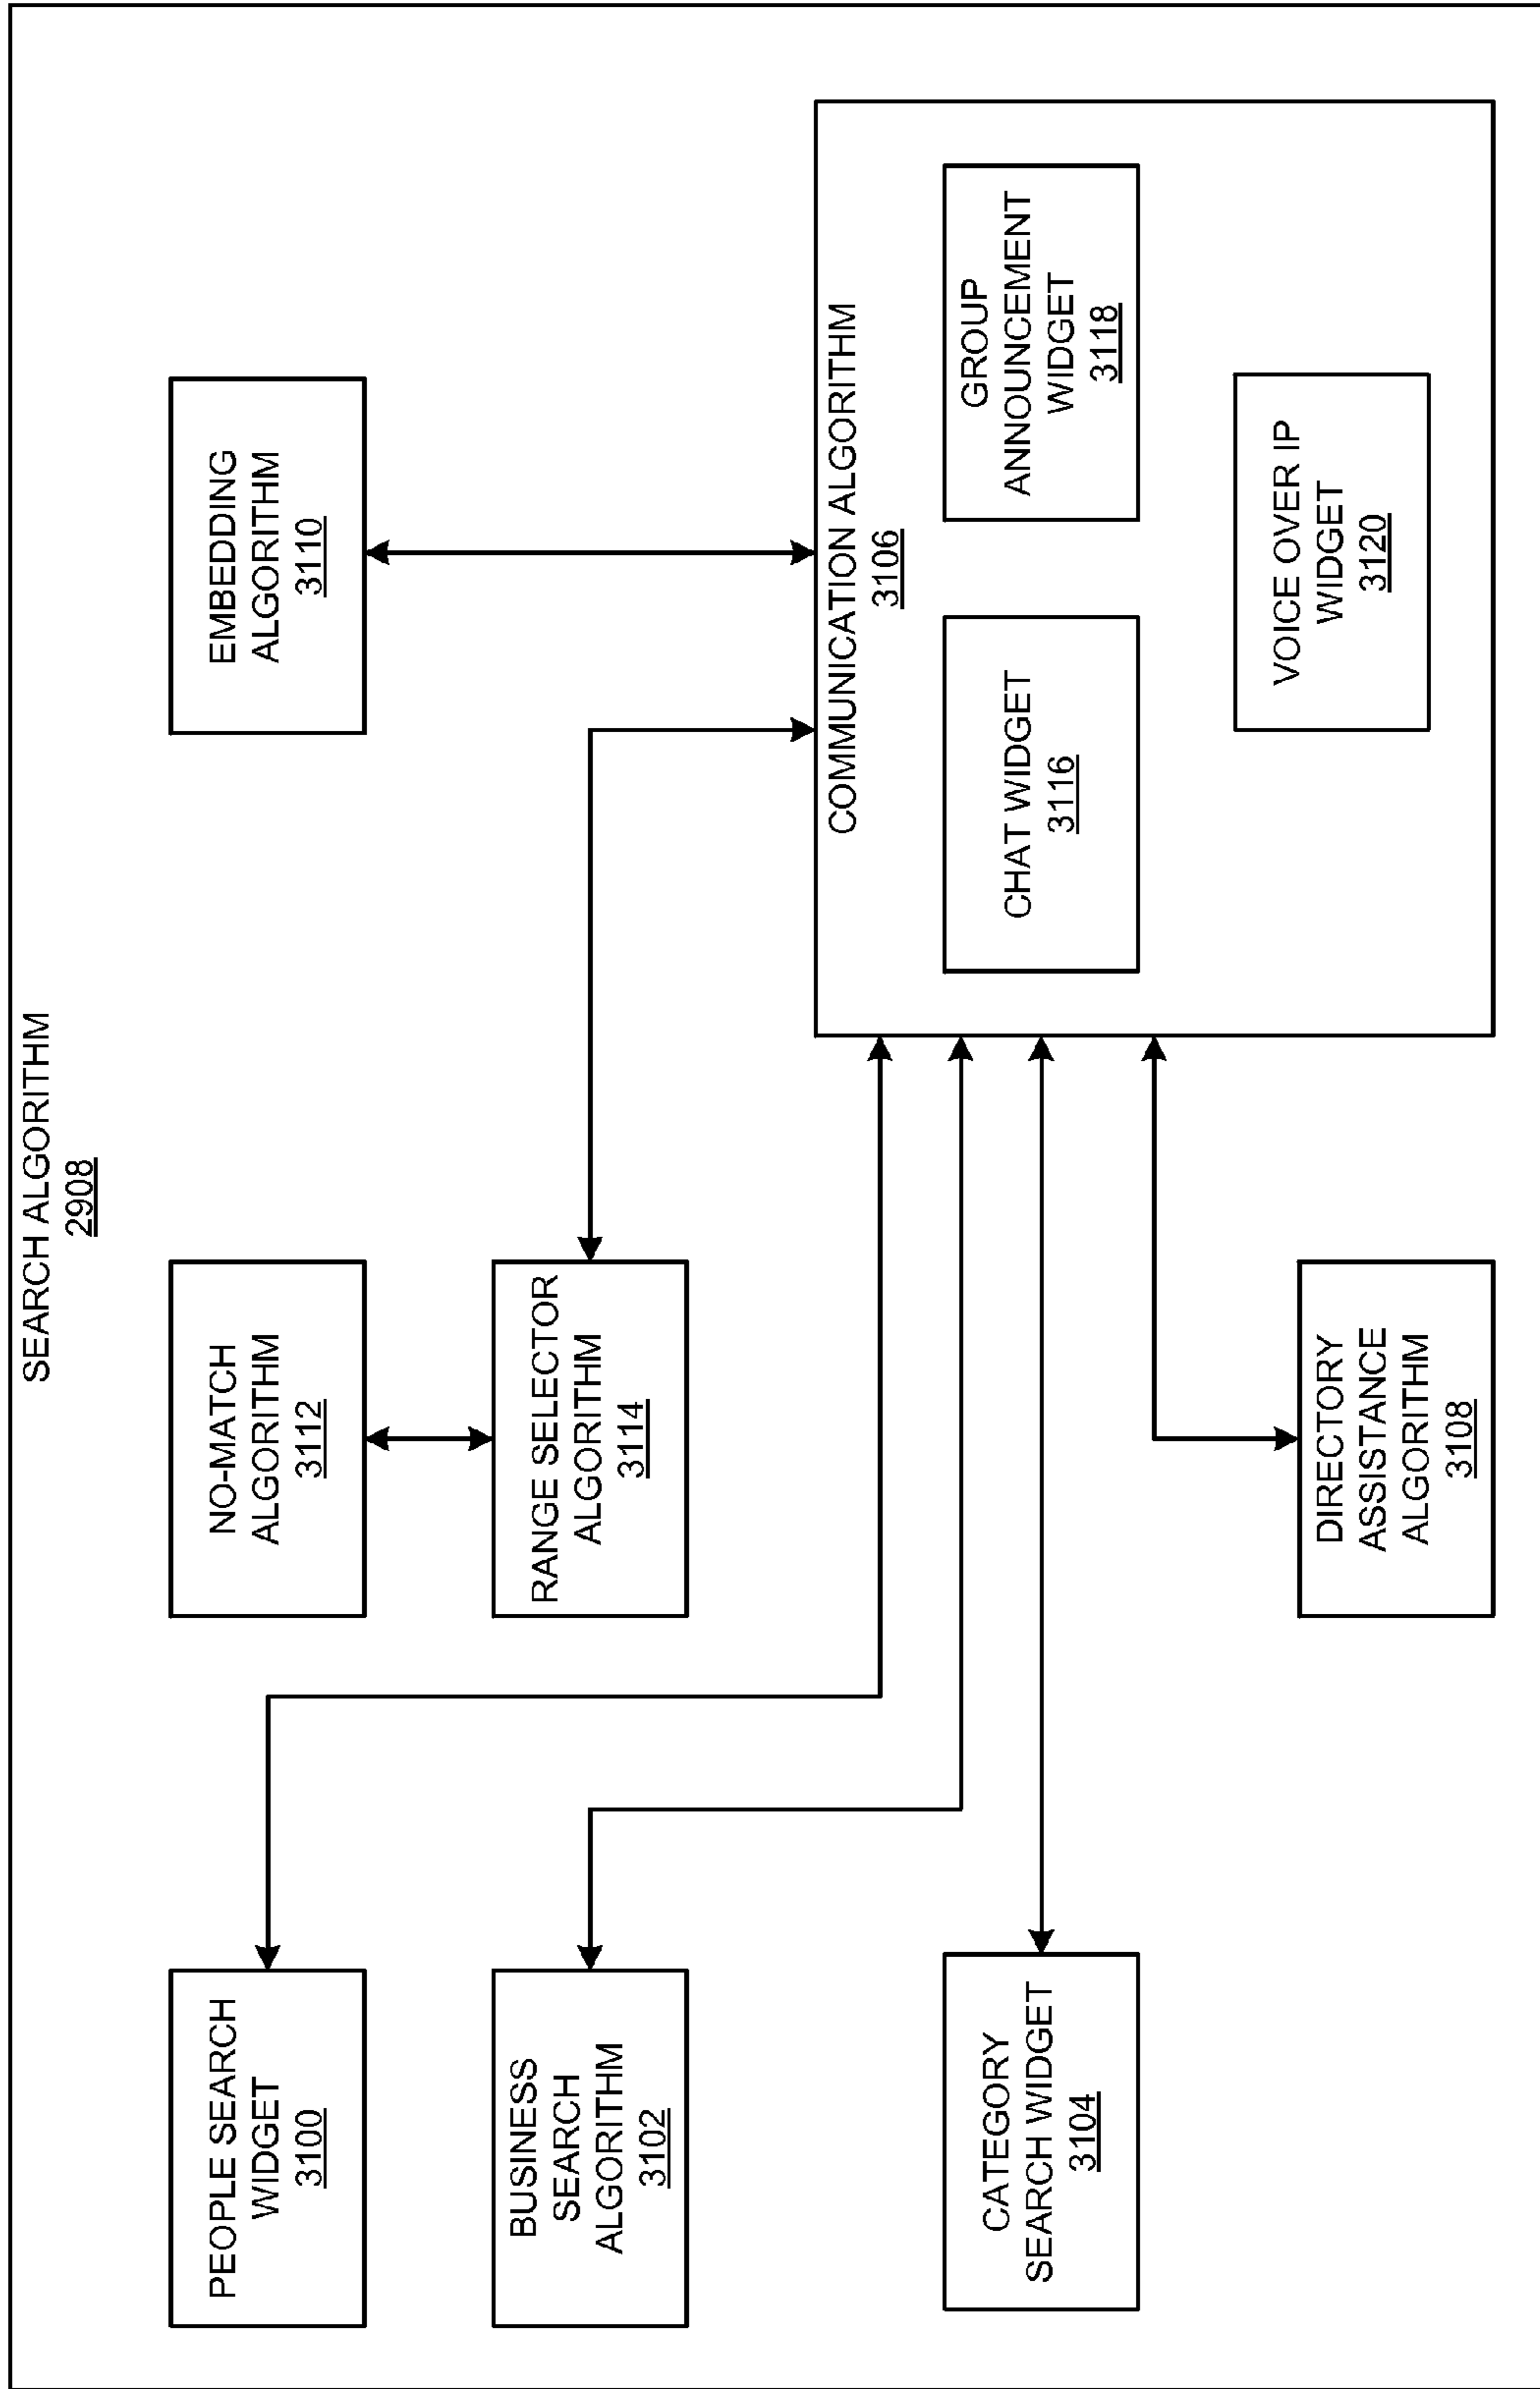 SEARCH ALGORITHM
2908
PEOPLE SEARCH
WIDGET
3100
NO-MATCH
ALGORITHM
3112
EMBEDDING
ALGORITHM
3110
BUSINESS
SEARCH
ALGORITHM
3102
RANGE SELECTOR
ALGORITHM
3114
COMMUNICATION ALGORITHM
3106
CATEGORY
SEARCH WIDGET
3104
CHAT WIDGET
3116
GROUP
ANNOUNCEMENT
WIDGET
3118
DIRECTORY
ASSISTANCE
ALGORITHM
3108
VOICE OVER IP
WIDGET
3120